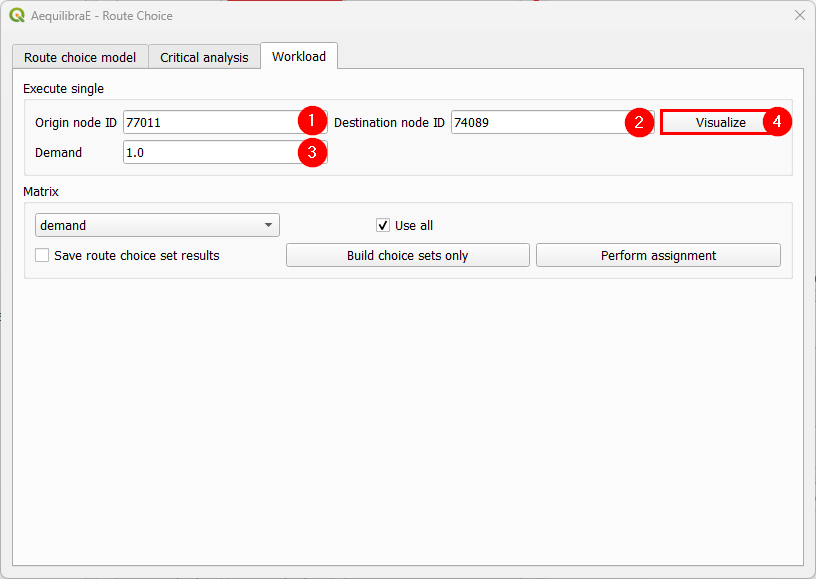 AequilibraE - Route Choice
Route choice model Critical analysis Workload
Execute single
Origin node ID 77011 1 Destination node ID 74089 2 Visualize 4
Demand 1.0 3
Matrix
demand Use all
Save route choice set results Build choice sets only Perform assignment